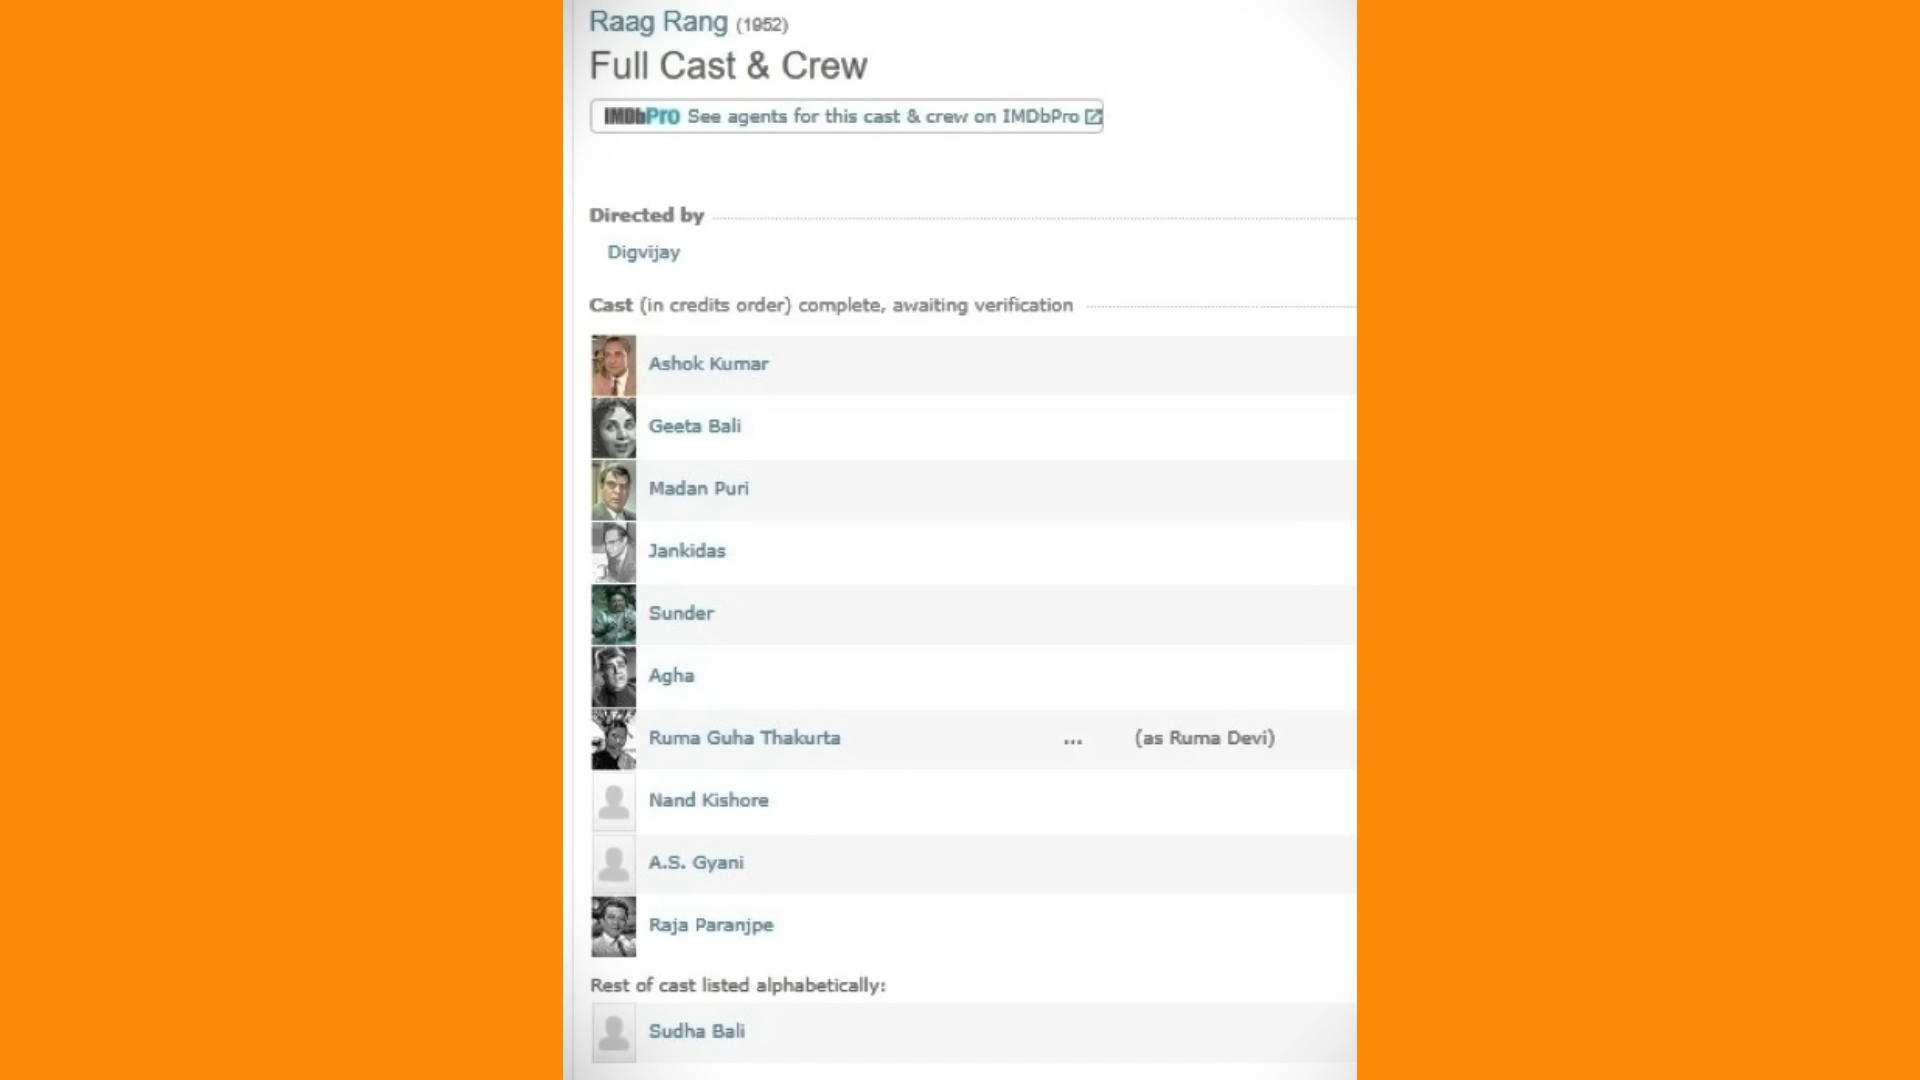 Raag Rang (1952)
Full Cast & Crew
IMDbPro See agents for this cast & crew on IMDbPro
Directed by
Digvijay
Cast (in credits order) complete, awaiting verification
Ashok Kumar
Geeta Bali
Madan Puri
Jankidas
Sunder
Agha
Ruma Guha Thakurta ... (as Ruma Devi)
Nand Kishore
A.S. Gyani
Raja Paranjpe
Rest of cast listed alphabetically:
Sudha Bali